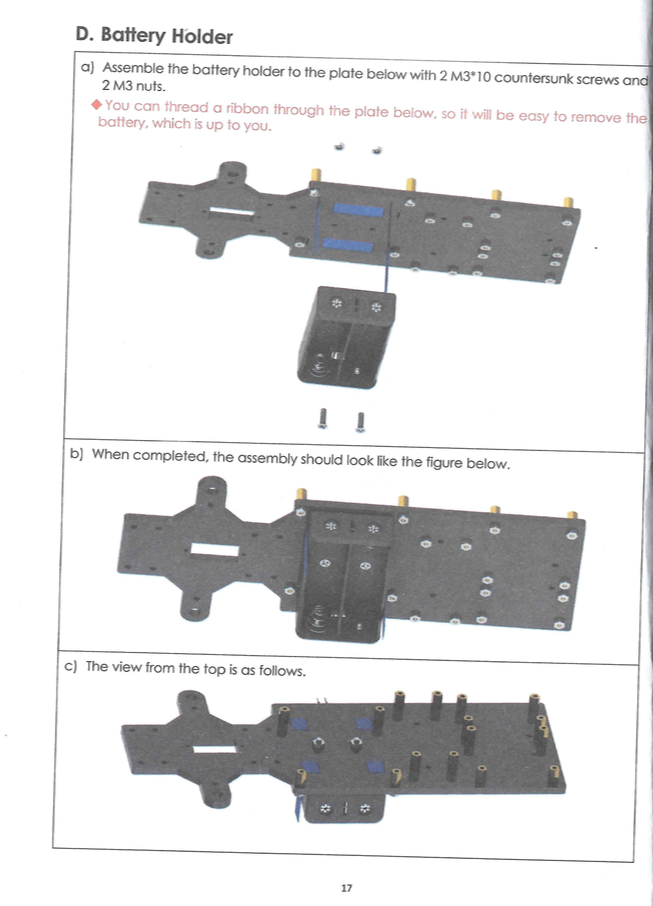 D. Battery Holder
a) Assemble the battery holder to the plate below with 2 M3*10 countersunk screws and
2 M3 nuts.
◆You can thread a ribbon through the plate below, so it will be easy to remove the
battery, which is up to you.
b) When completed, the assembly should look like the figure below.
c) The view from the top is as follows.
17